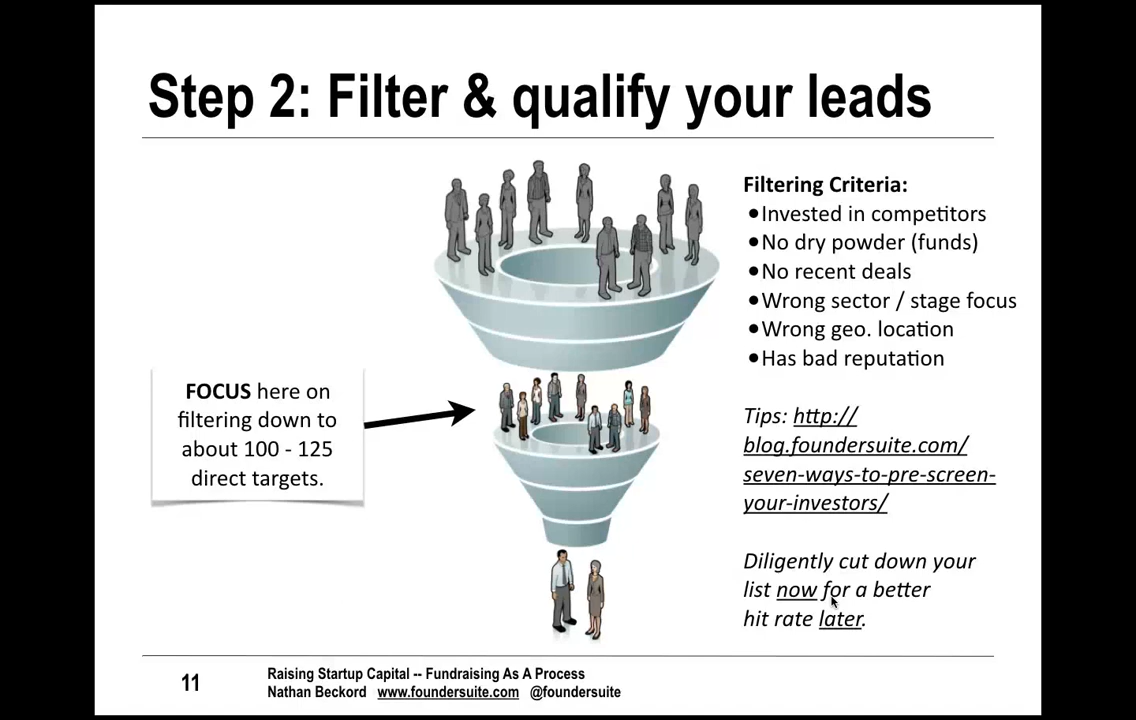 Step 2: Filter & qualify your leads
Filtering Criteria:
•Invested in competitors
•No dry powder (funds)
•No recent deals
•Wrong sector / stage focus
•Wrong geo. location
•Has bad reputation
FOCUS here on
filtering down to
about 100 - 125
direct targets.
Tips: http://
blog.foundersuite.com/
seven-ways-to-pre-screen-
your-investors/
Diligently cut down your
list now for a better
hit rate later.
11
Raising Startup Capital -- Fundraising As A Process
Nathan Beckord www.foundersuite.com @foundersuite